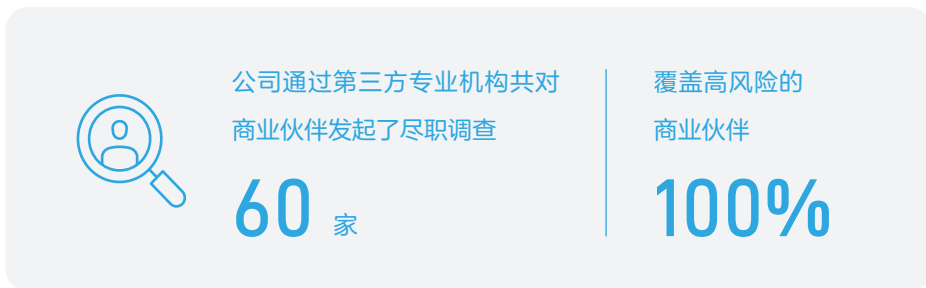 公司通过第三方专业机构共对
商业伙伴发起了尽职调查
60 家
覆盖高风险的
商业伙伴
100%